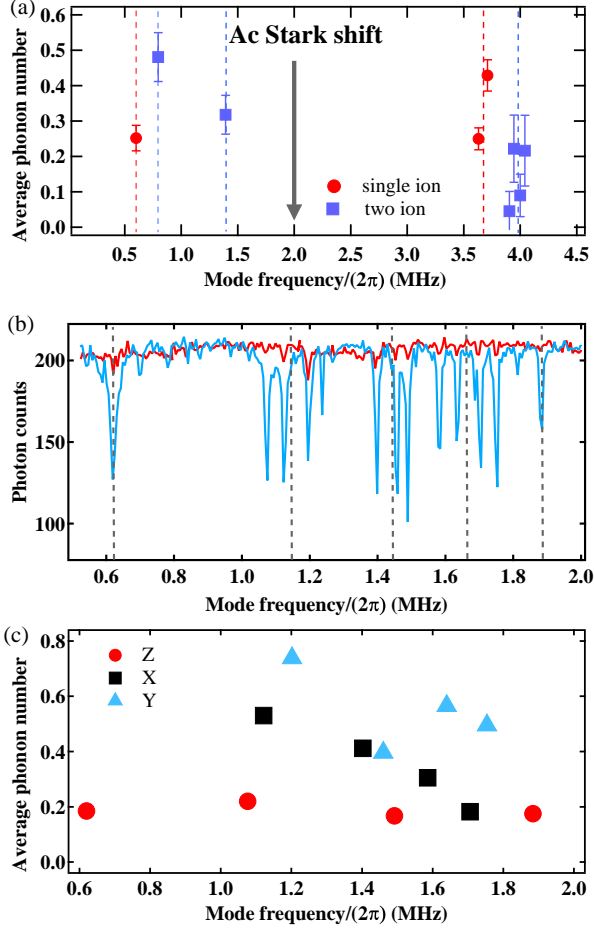 (a)
0.6
0.5
0.4
0.3
0.2
0.1
0.0
Average phonon number
Ac Stark shift
single ion
two ion
0.5 1.0 1.5 2.0 2.5 3.0 3.5 4.0 4.5
Mode frequency/(2π) (MHz)
(b)
200
150
100
Photon counts
0.6 0.8 1.0 1.2 1.4 1.6 1.8 2.0
Mode frequency/(2π) (MHz)
(c)
0.8
0.6
0.4
0.2
0.0
Average phonon number
Z
X
Y
0.6 0.8 1.0 1.2 1.4 1.6 1.8 2.0
Mode frequency/(2π) (MHz)